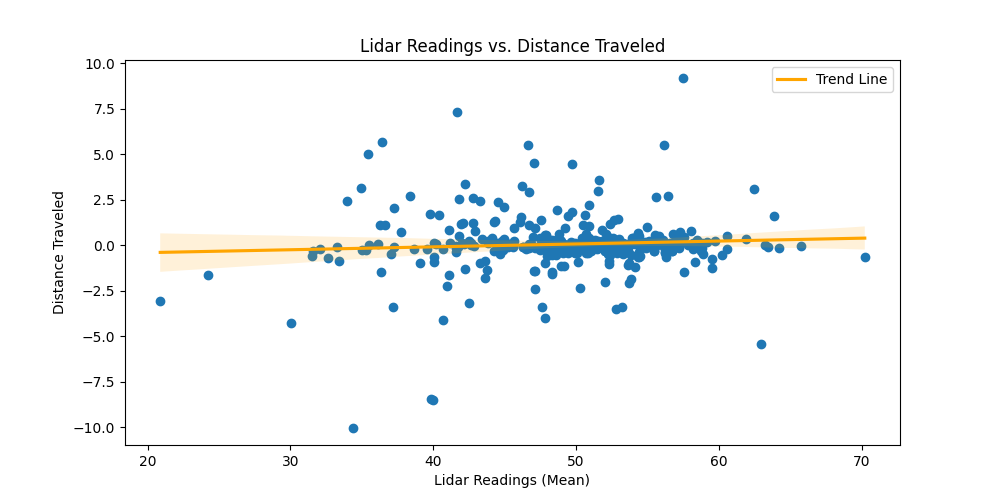 Lidar Readings vs. Distance Traveled
Trend Line
10.0
7.5
5.0
2.5
0.0
−2.5
−5.0
−7.5
−10.0
Distance Traveled
20 30 40 50 60 70
Lidar Readings (Mean)